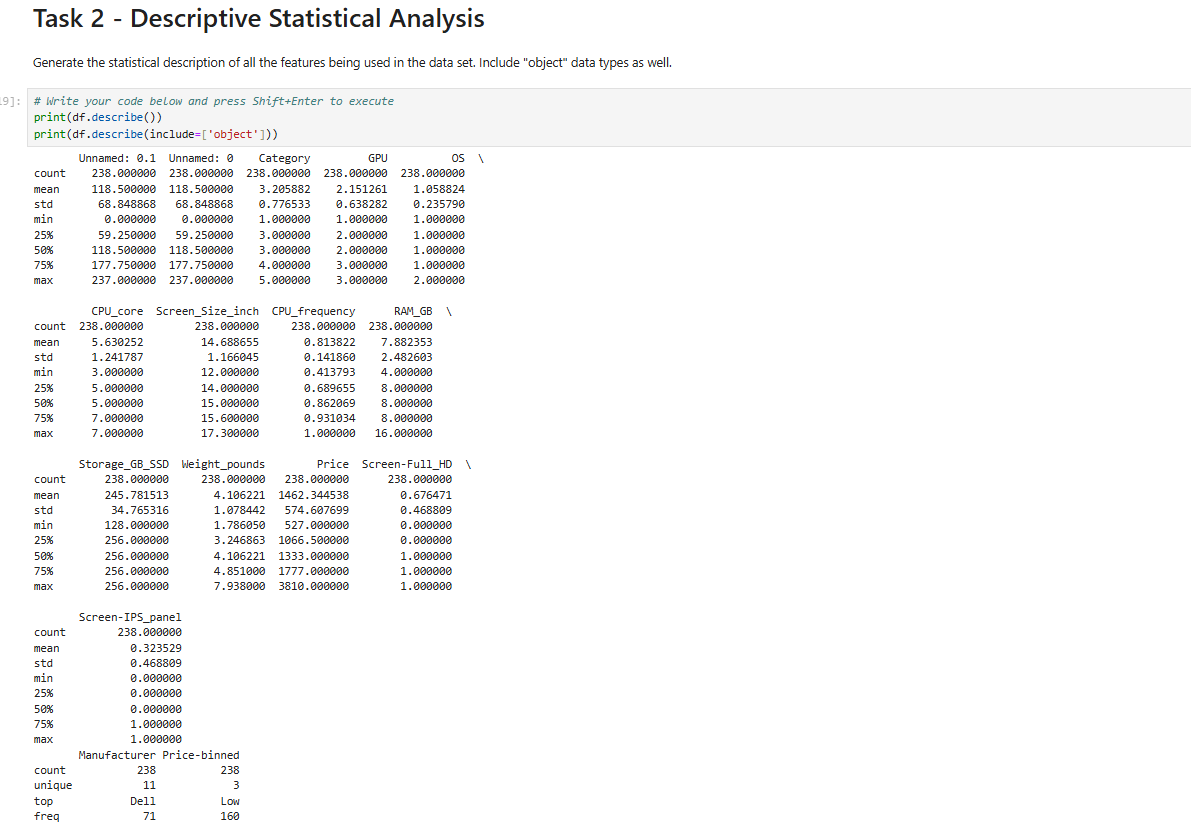 Task 2 - Descriptive Statistical Analysis
Generate the statistical description of all the features being used in the data set. Include "object" data types as well.
19]: # Write your code below and press Shift+Enter to execute
print(df.describe())
print(df.describe(include=['object']))
Unnamed: 0.1 Unnamed: 0 Category GPU OS \
count 238.000000 238.000000 238.000000 238.000000 238.000000
mean 118.500000 118.500000 3.205882 2.151261 1.058824
std 68.848868 68.848868 0.776533 0.638282 0.235790
min 0.000000 0.000000 1.000000 1.000000 1.000000
25% 59.250000 59.250000 3.000000 2.000000 1.000000
50% 118.500000 118.500000 3.000000 2.000000 1.000000
75% 177.750000 177.750000 4.000000 3.000000 1.000000
max 237.000000 237.000000 5.000000 3.000000 2.000000
CPU_core Screen_Size_inch CPU_frequency RAM_GB \
count 238.000000 238.000000 238.000000 238.000000
mean 5.630252 14.688655 0.813822 7.882353
std 1.241787 1.166045 0.141860 2.482603
min 3.000000 12.000000 0.413793 4.000000
25% 5.000000 14.000000 0.689655 8.000000
50% 5.000000 15.000000 0.862069 8.000000
75% 7.000000 15.600000 0.931034 8.000000
max 7.000000 17.300000 1.000000 16.000000
Storage_GB_SSD Weight_pounds Price Screen-Full_HD \
count 238.000000 238.000000 238.000000 238.000000
mean 245.781513 4.106221 1462.344538 0.676471
std 34.765316 1.078442 574.607699 0.468809
min 128.000000 1.786050 527.000000 0.000000
25% 256.000000 3.246863 1066.500000 0.000000
50% 256.000000 4.106221 1333.000000 1.000000
75% 256.000000 4.851000 1777.000000 1.000000
max 256.000000 7.938000 3810.000000 1.000000
Screen-IPS_panel
count 238.000000
mean 0.323529
std 0.468809
min 0.000000
25% 0.000000
50% 0.000000
75% 1.000000
max 1.000000
Manufacturer Price-binned
count 238 238
unique 11 3
top Dell Low
freq 71 160